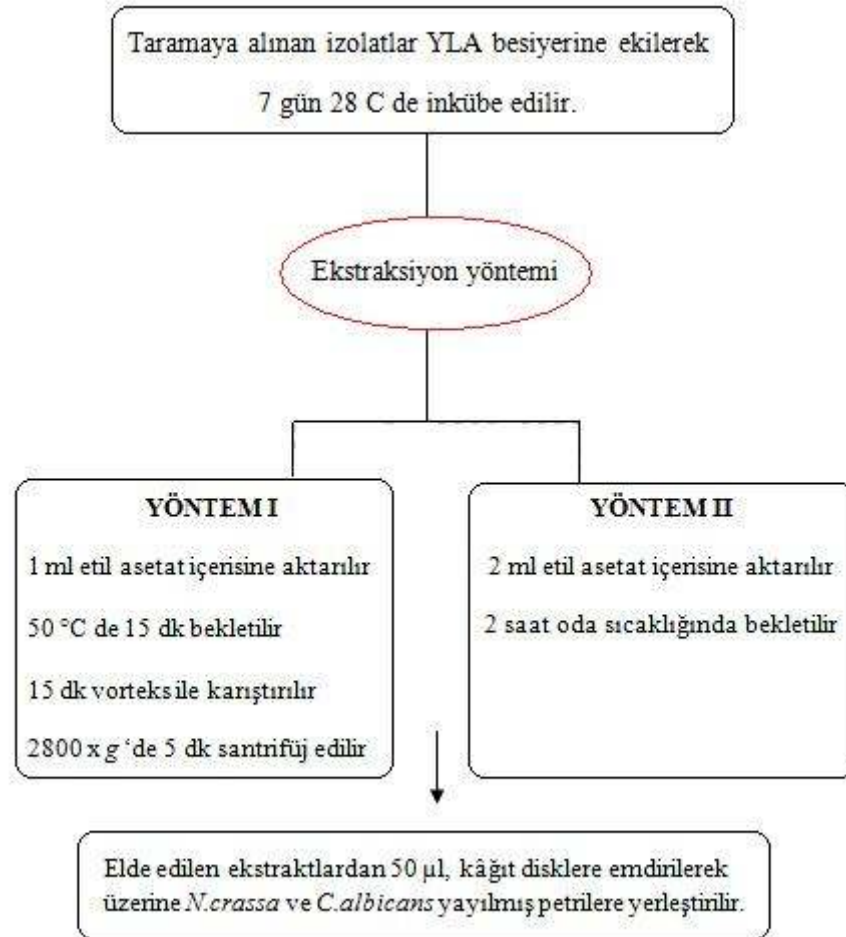 Taramaya alınan izolatlar YLA besiyerine ekilerek
7 gün 28 C de inkübe edilir.
Ekstraksiyon yöntemi
YÖNTEM I
1 ml etil asetat içerisine aktarılır
50 °C de 15 dk bekletilir
15 dk vorteks ile karıştırılır
2800 x g ‘de 5 dk santrifüj edilir
YÖNTEM II
2 ml etil asetat içerisine aktarılır
2 saat oda sıcaklığında bekletilir
Elde edilen ekstraktlardan 50 µl, kâğıt disklere emdirilerek
üzerine N.crassa ve C.albicans yayılmış petrilere yerleştirilir.